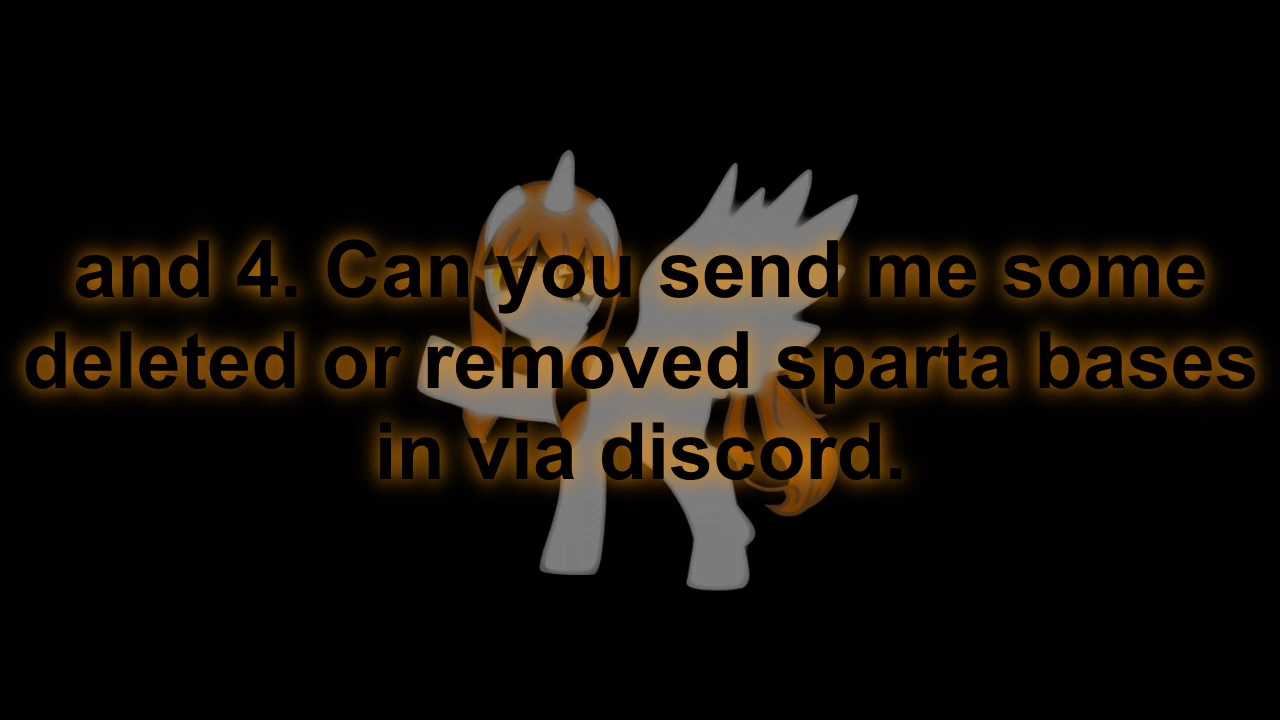 and 4. Can you send me some
deleted or removed sparta bases
in via discord.